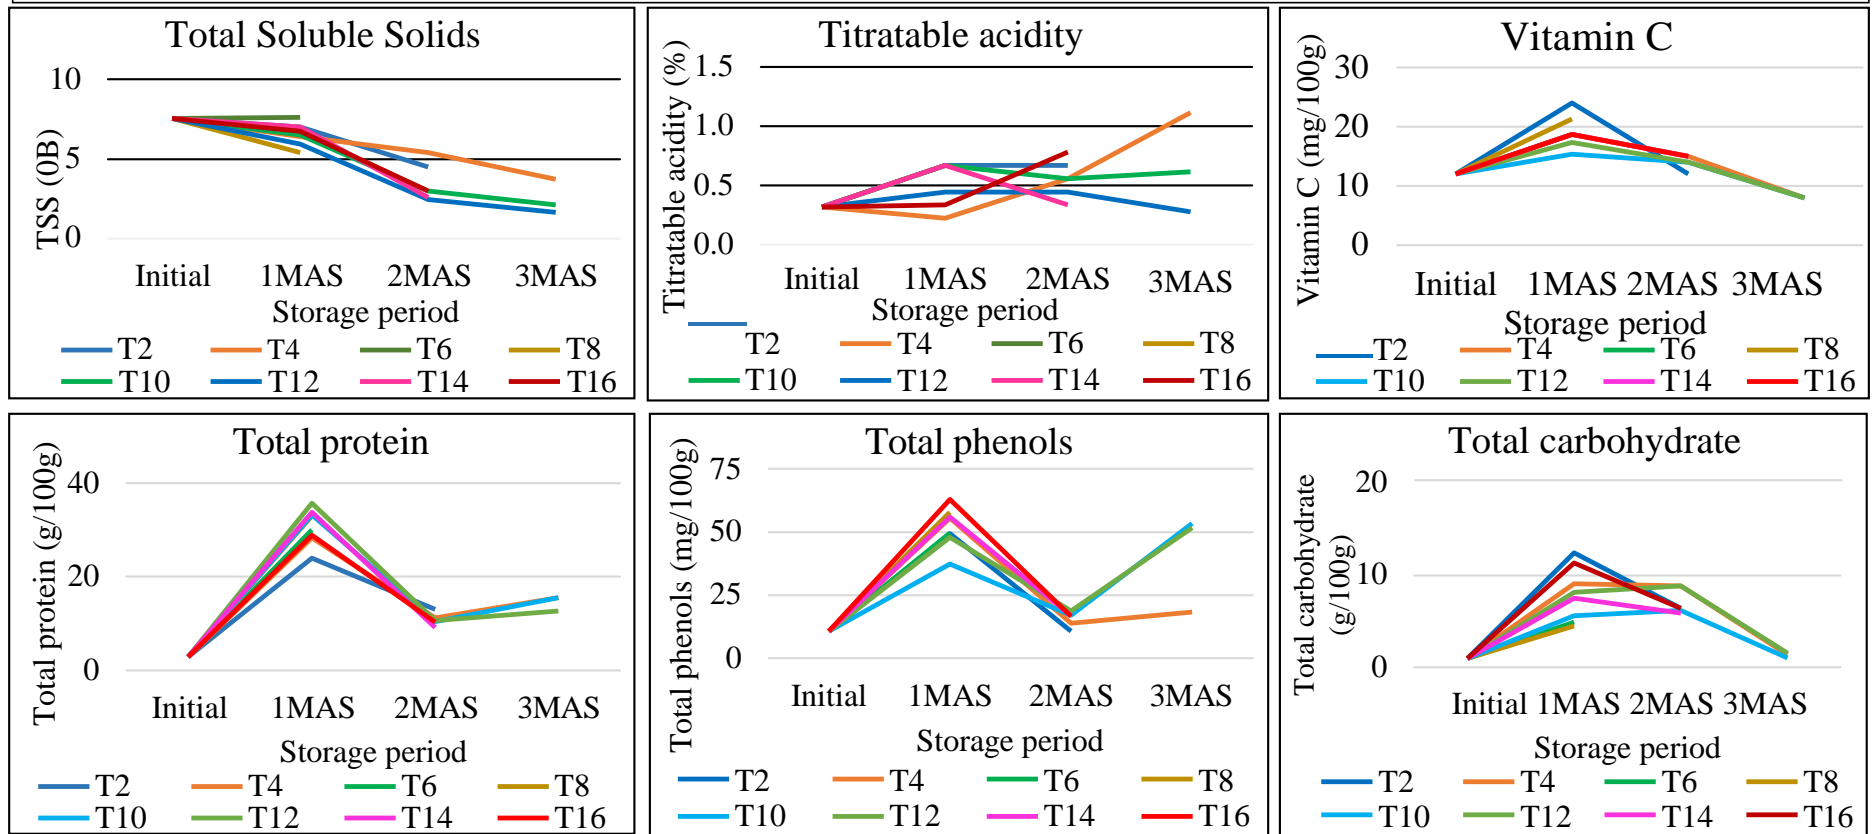 Total Soluble Solids
TSS (0B)
10
5
0
Initial 1MAS 2MAS 3MAS
Storage period
T2 T4 T6 T8
T10 T12 T14 T16
Titratable acidity
Titratable acidity (%)
1.5
1.0
0.5
0.0
Initial 1MAS 2MAS 3MAS
Storage period
T2 T4 T6 T8
T10 T12 T14 T16
Vitamin C
Vitamin C (mg/100g)
30
20
10
0
Initial 1MAS 2MAS 3MAS
Storage period
T2 T4 T6 T8
T10 T12 T14 T16
Total protein
Total protein (g/100g)
40
20
0
Initial 1MAS 2MAS 3MAS
Storage period
T2 T4 T6 T8
T10 T12 T14 T16
Total phenols
Total phenols (mg/100g)
75
50
25
0
Initial 1MAS 2MAS 3MAS
Storage period
T2 T4 T6 T8
T10 T12 T14 T16
Total carbohydrate
Total carbohydrate
(g/100g)
20
10
0
Initial 1MAS 2MAS 3MAS
Storage period
T2 T4 T6 T8
T10 T12 T14 T16